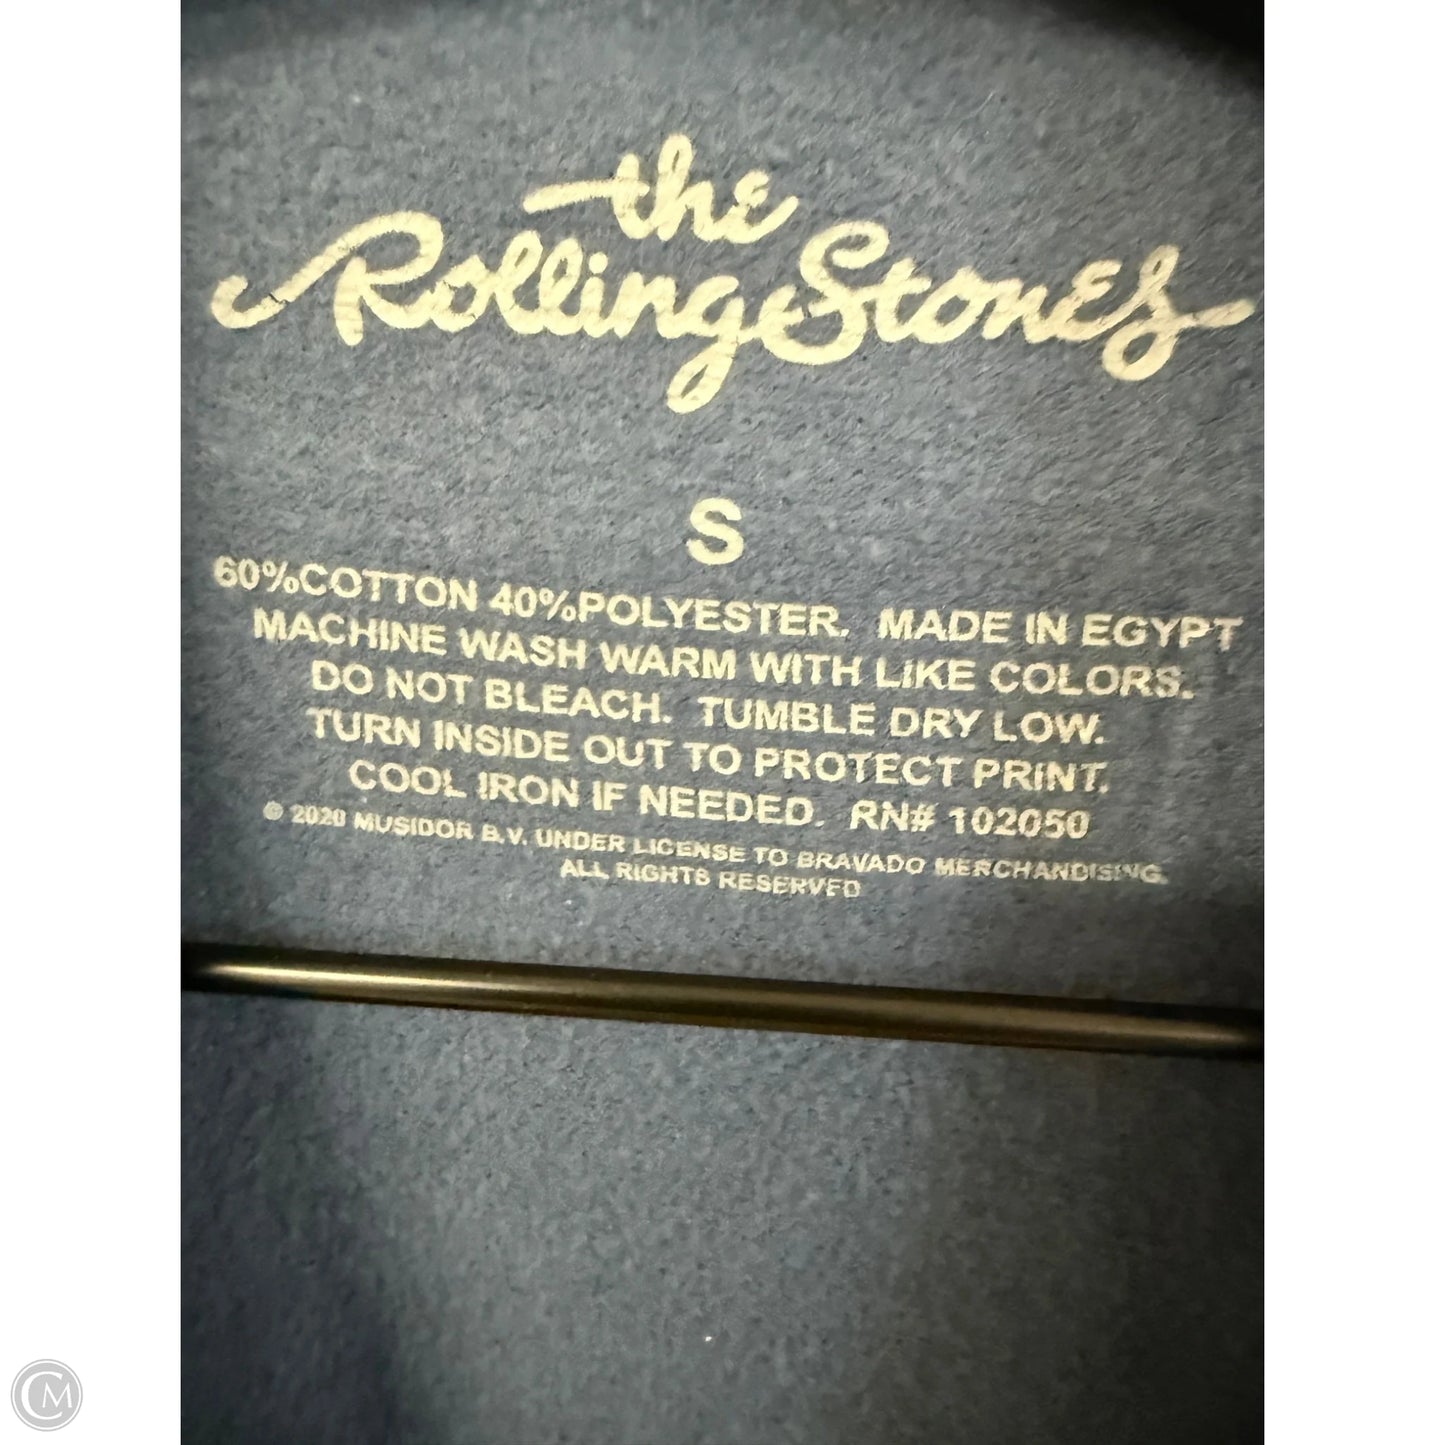 the
Rolling Stones
S
60%COTTON 40%POLYESTER. MADE IN EGYPT
MACHINE WASH WARM WITH LIKE COLORS.
DO NOT BLEACH. TUMBLE DRY LOW.
TURN INSIDE OUT TO PROTECT PRINT.
COOL IRON IF NEEDED. RN# 102050
© 2020 MUSIDOR B.V. UNDER LICENSE TO BRAVADO MERCHANDISING.
ALL RIGHTS RESERVED
CM